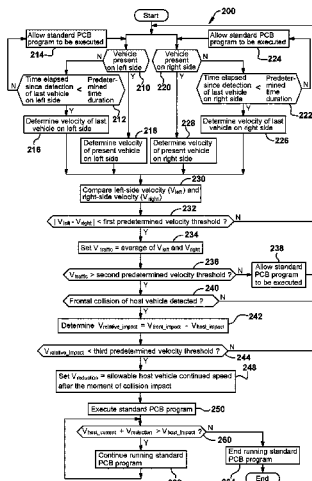 Start
200
Allow standard PCB program to be executed
214
Allow standard PCB program to be executed
224
N
Vehicle present on left side
210
Y
Vehicle present on right side
220
N
Y
Time elapsed since detection of last vehicle on left side < Predetermined time duration
212
N
Time elapsed since detection of last vehicle on right side < Predetermined time duration
222
N
Y
Y
Determine velocity of last vehicle on left side
216
218
228
Determine velocity of last vehicle on right side
226
Determine velocity of present vehicle on left side
Determine velocity of present vehicle on right side
230
Compare left-side velocity (Vleft) and right-side velocity (Vright)
232
| Vleft - Vright | < first predetermined velocity threshold ?
N
Y
234
Set Vtraffic = average of Vleft and Vright
236
Vtraffic > second predetermined velocity threshold ?
N
238
Allow standard PCB program to be executed
Y
240
Frontal collision of host vehicle detected ?
N
Y
242
Determine Vrelative_impact = Vfront_impact - Vhost_impact
Vrelative_impact < third predetermined velocity threshold ?
N
244
Y
248
Set Vreduction = allowable host vehicle continued speed after the moment of collision impact
Execute standard PCB program
250
Vhost_current + Vreduction > Vhost_impact ?
N
260
Y
Continue running standard PCB program
End running standard PCB program
End